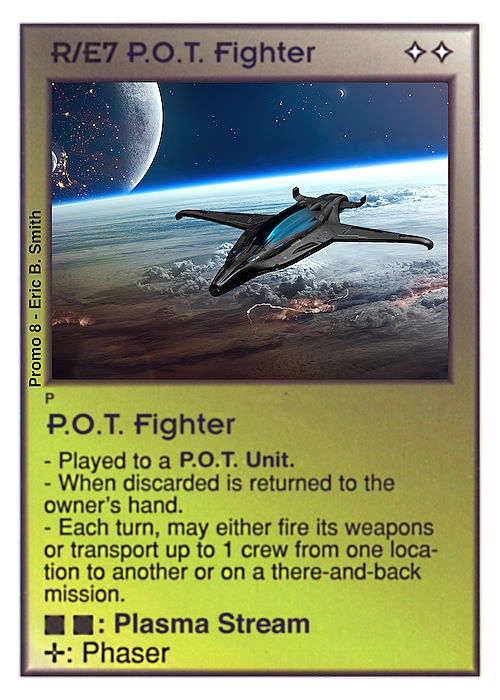 R/E7 P.O.T. Fighter
Promo 8 - Eric B. Smith
P
P.O.T. Fighter
- Played to a P.O.T. Unit.
- When discarded is returned to the
owner's hand.
- Each turn, may either fire its weapons
or transport up to 1 crew from one loca-
tion to another or on a there-and-back
mission.
: Plasma Stream
: Phaser